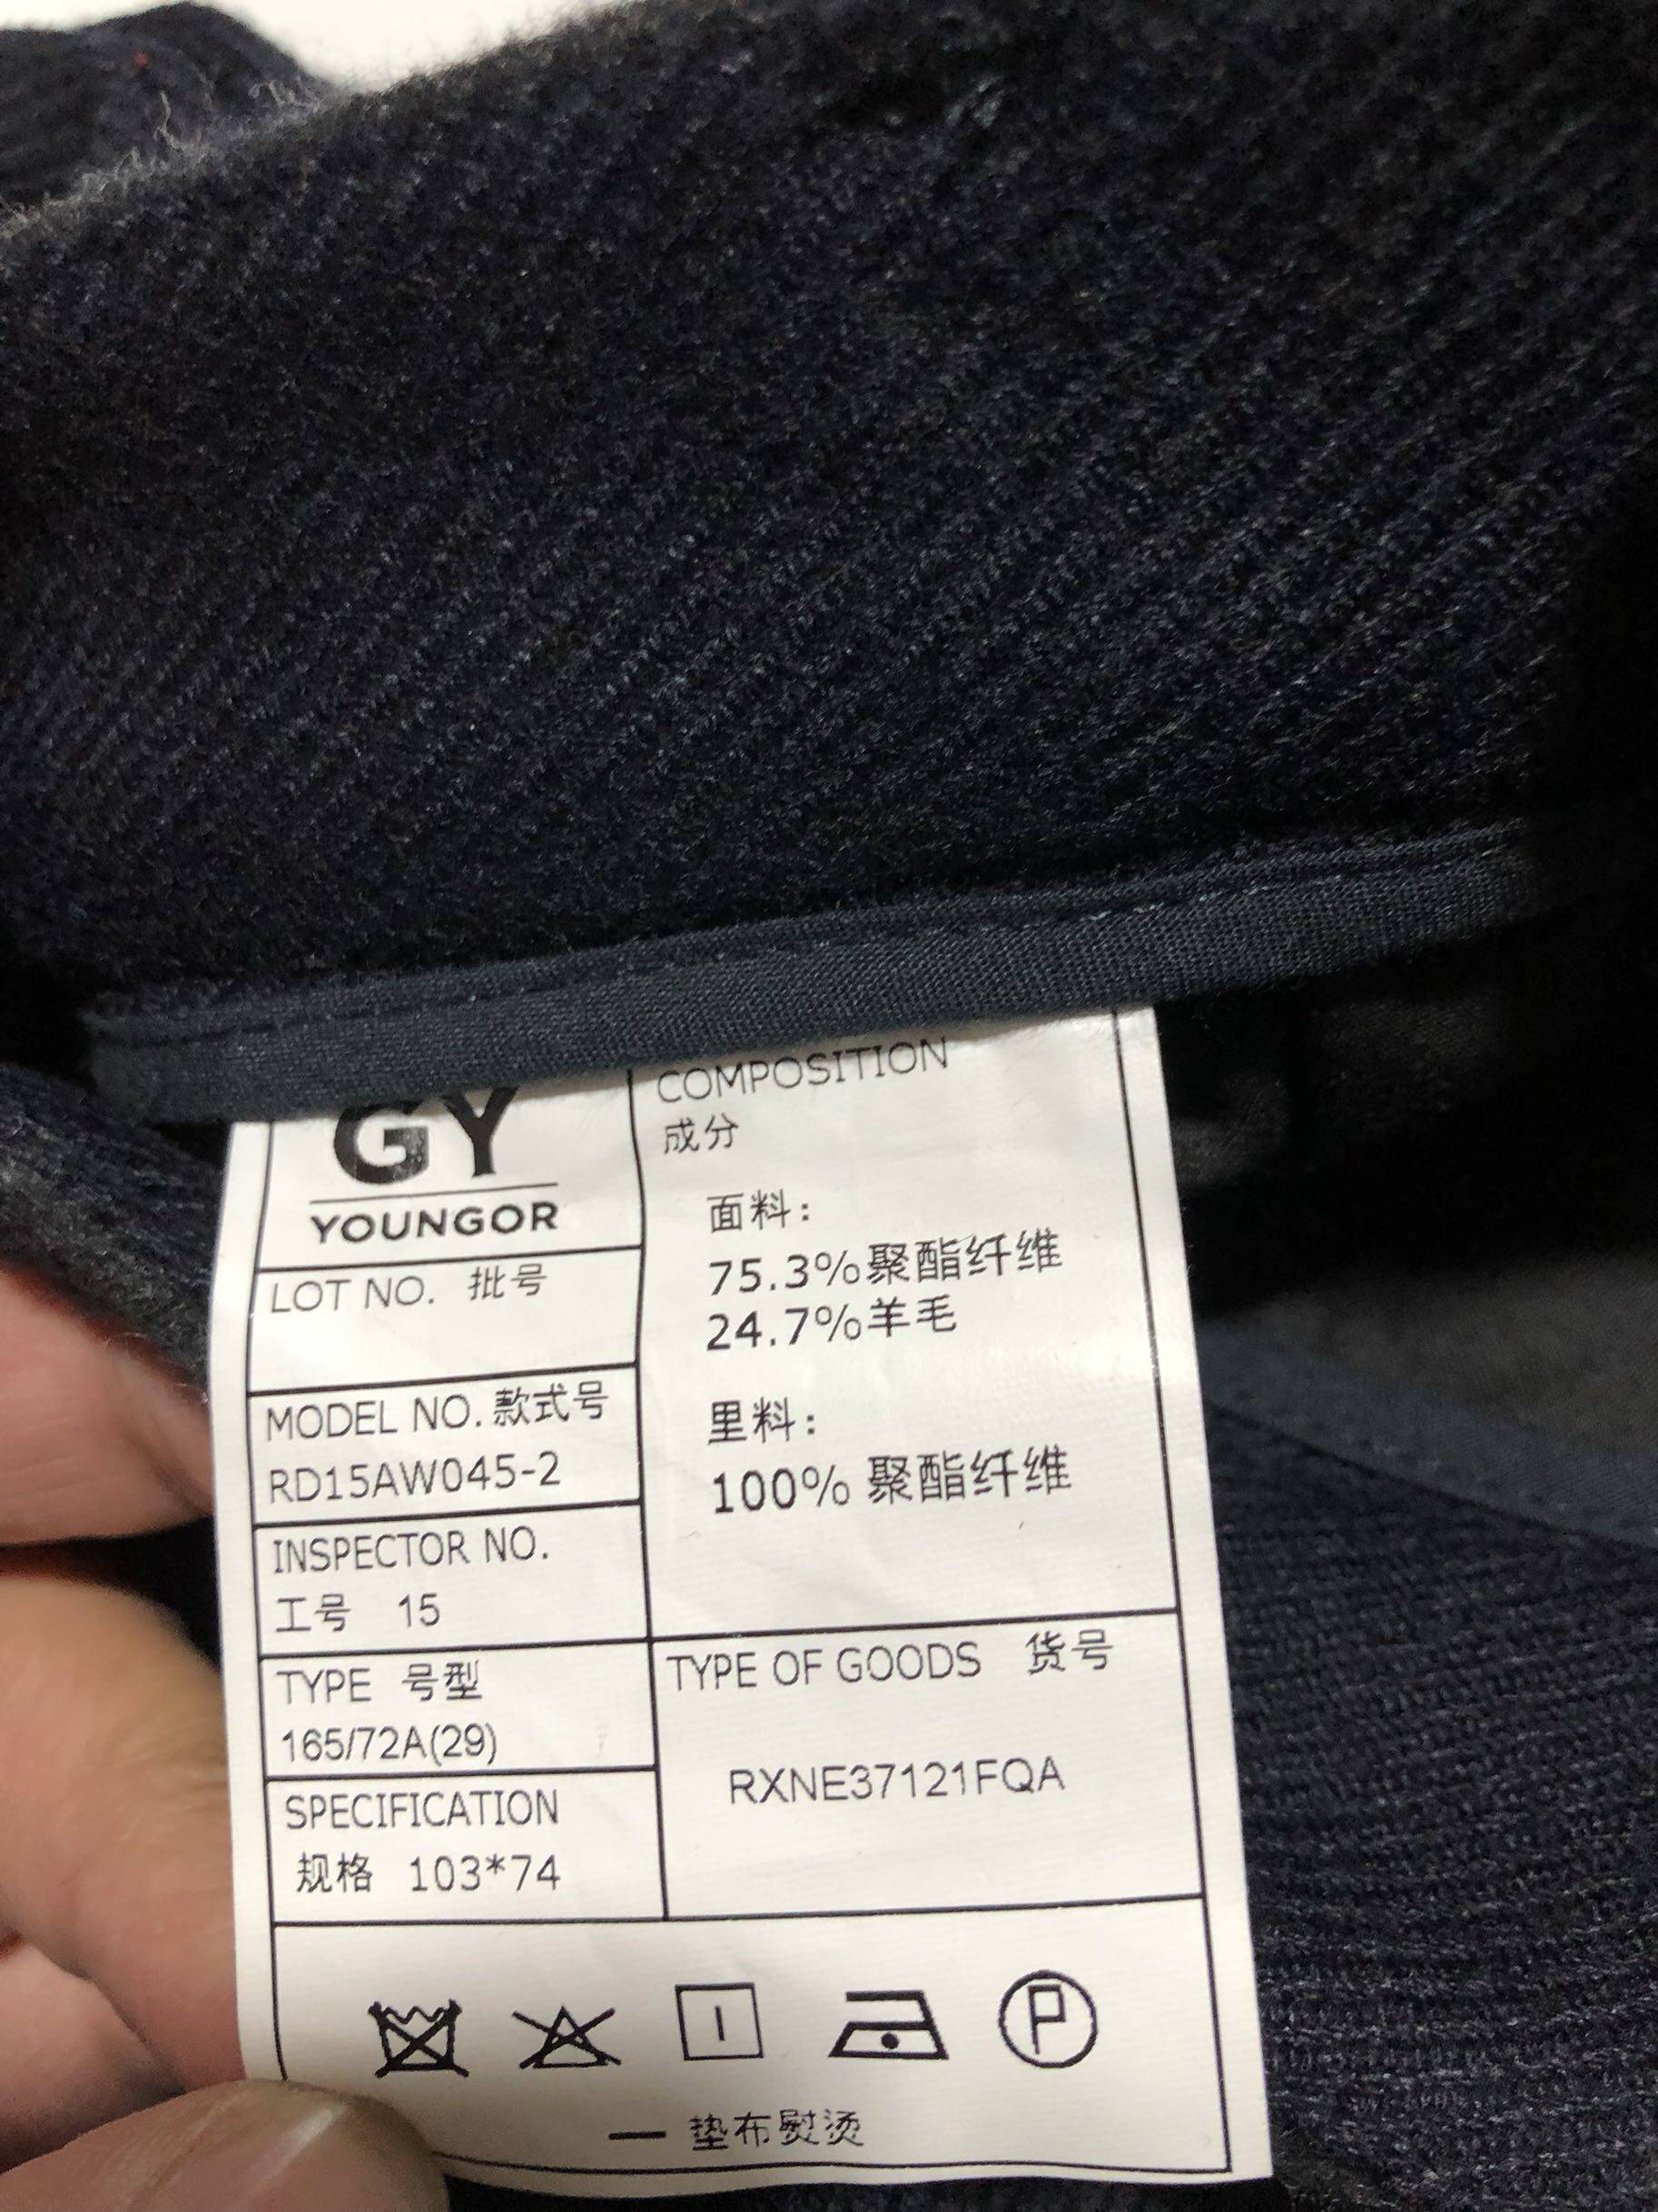 GY
YOUNGOR
LOT NO. 批号
MODEL NO. 款式号
RD15AW045-2
INSPECTOR NO.
工号 15
TYPE 号型
165/72A(29)
SPECIFICATION
规格 103*74
COMPOSITION
成分
面料:
75.3%聚酯纤维
24.7%羊毛
里料:
100% 聚酯纤维
TYPE OF GOODS 货号
RXNE37121FQA
P
— 垫布熨烫